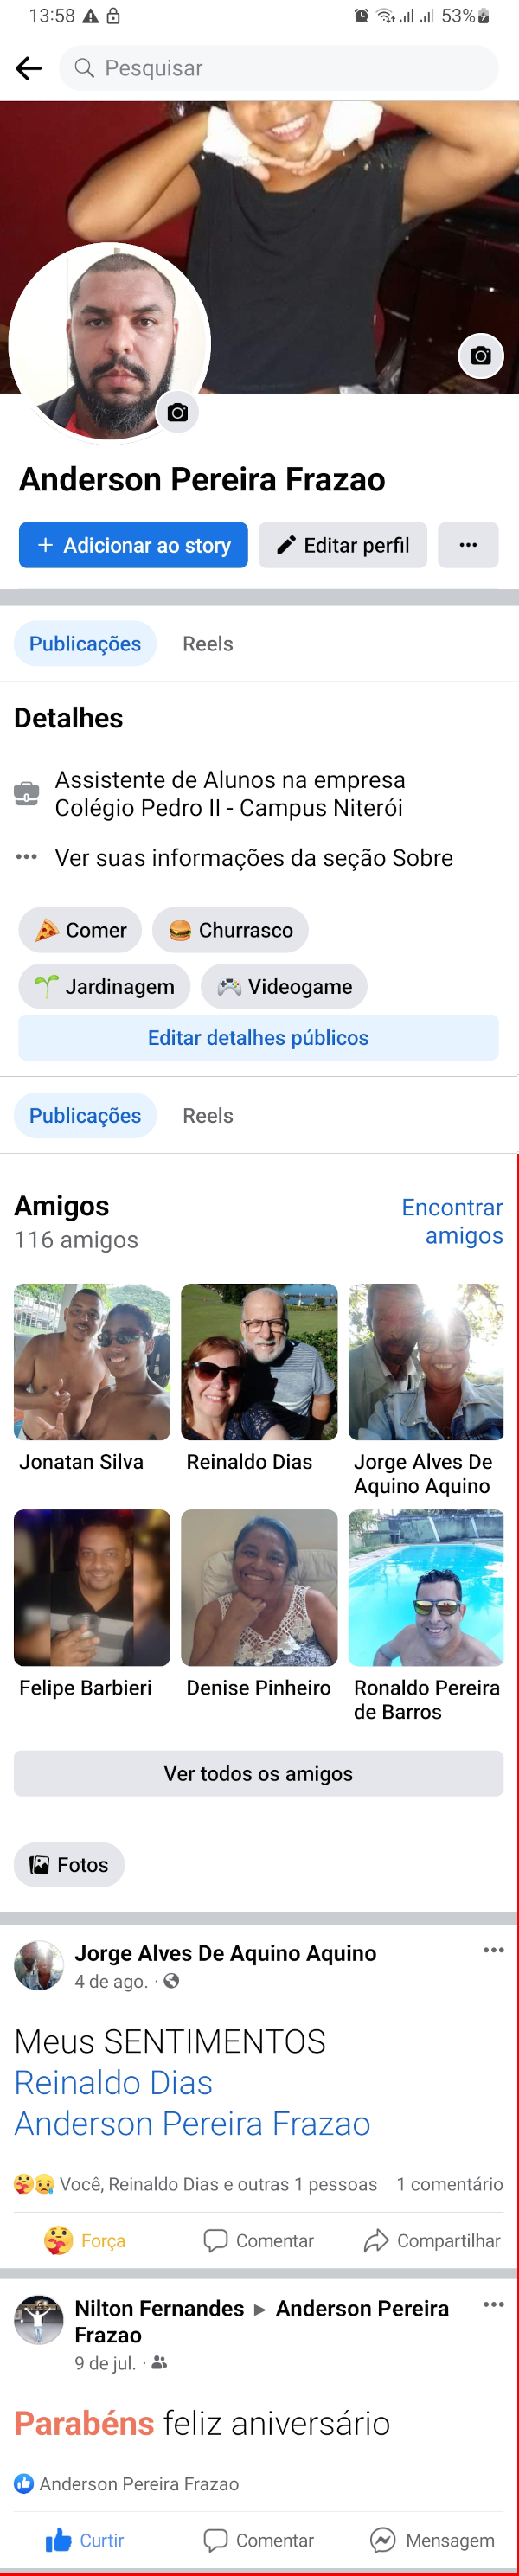 13:58
53%
Pesquisar
Anderson Pereira Frazao
+ Adicionar ao story
Editar perfil
Publicações
Reels
Detalhes
Assistente de Alunos na empresa
Colégio Pedro II - Campus Niterói
Ver suas informações da seção Sobre
Comer
Churrasco
Jardinagem
Videogame
Editar detalhes públicos
Publicações
Reels
Amigos
116 amigos
Encontrar
amigos
Jonatan Silva
Reinaldo Dias
Jorge Alves De
Aquino Aquino
Felipe Barbieri
Denise Pinheiro
Ronaldo Pereira
de Barros
Ver todos os amigos
Fotos
Jorge Alves De Aquino Aquino
4 de ago. ·
Meus SENTIMENTOS
Reinaldo Dias
Anderson Pereira Frazao
Você, Reinaldo Dias e outras 1 pessoas
1 comentário
Força
Comentar
Compartilhar
Nilton Fernandes ▶ Anderson Pereira
Frazao
9 de jul. ·
Parabéns feliz aniversário
Anderson Pereira Frazao
Curtir
Comentar
Mensagem